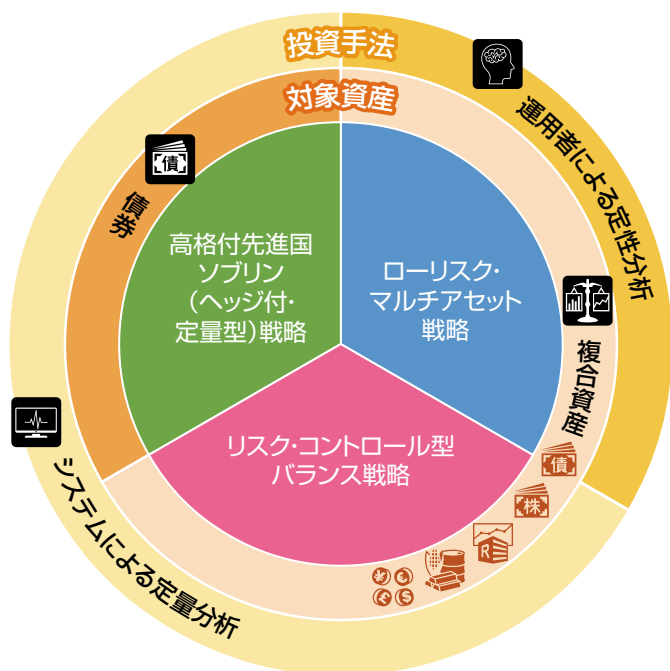 投資手法
対象資産
運用者による定性分析
債
債券
高格付先進国
ソブリン
(ヘッジ付・
定量型)戦略
ローリスク・
マルチアセット
戦略
複合資産
リスク・コントロール型
バランス戦略
債
株
R
¥
€
£
$
システムによる定量分析